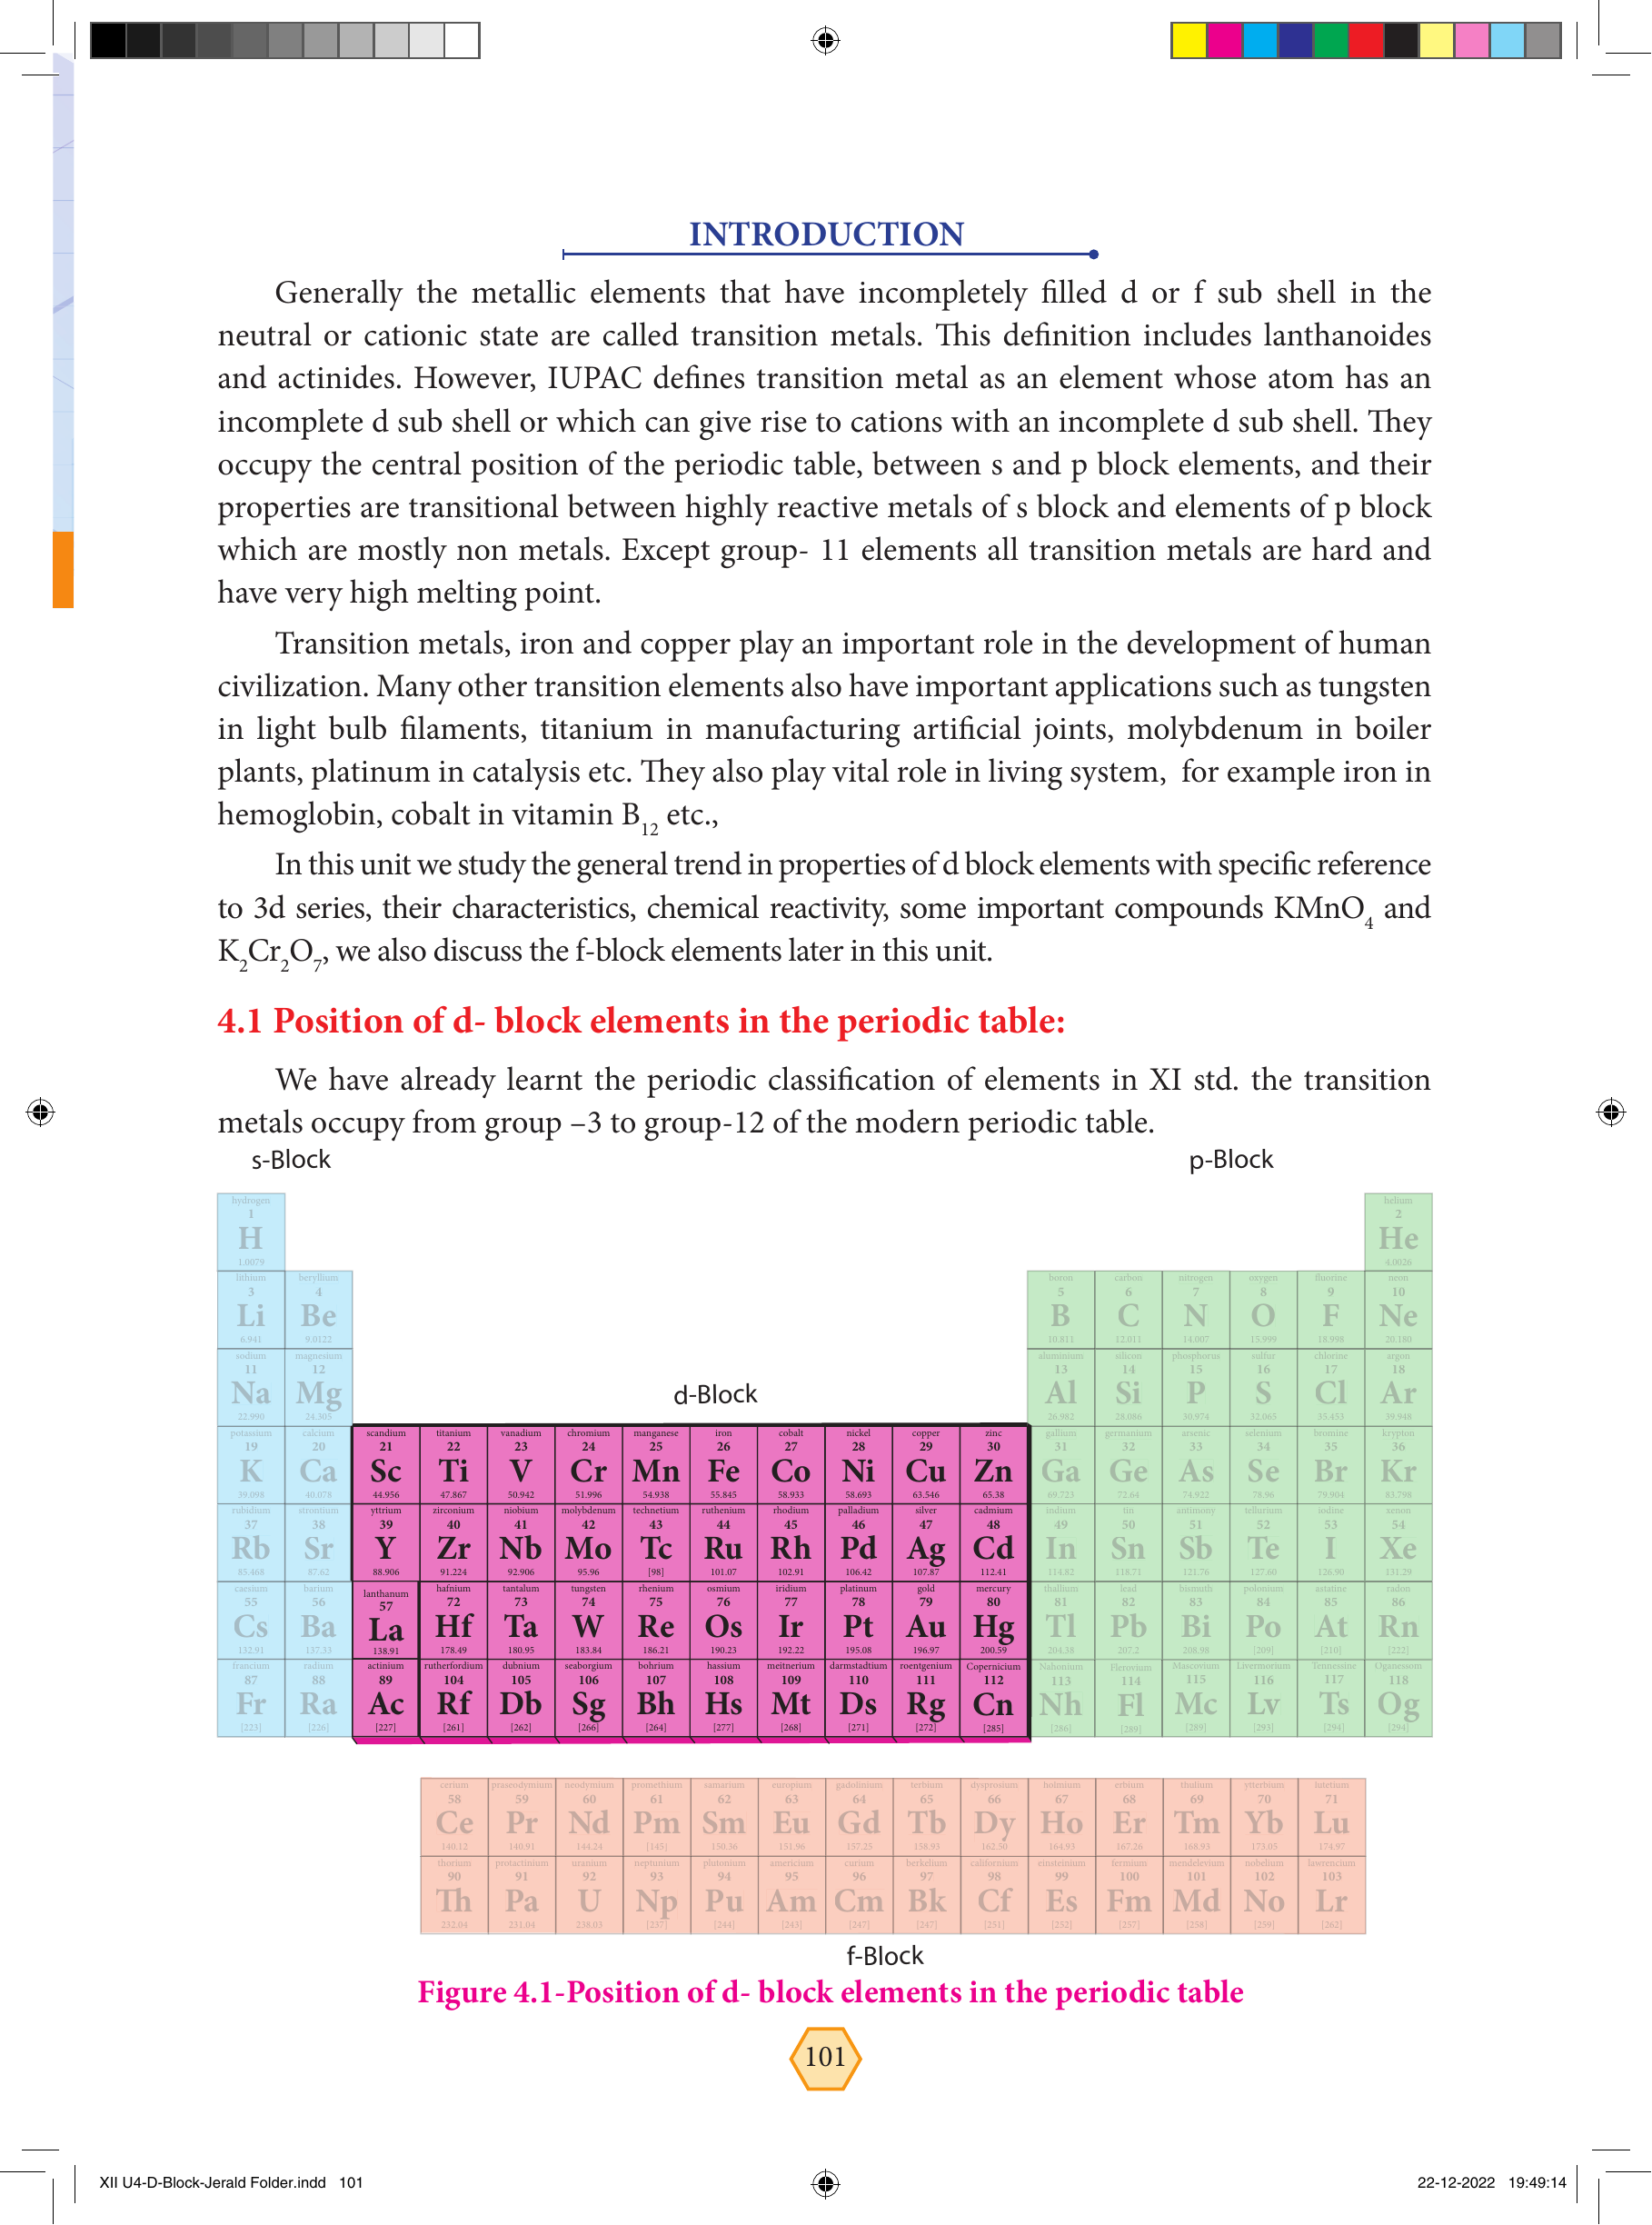 INTRODUCTION
Generally the metallic elements that have incompletely filled d or f sub shell in the
neutral or cationic state are called transition metals. This definition includes lanthanoides
and actinides. However, IUPAC defines transition metal as an element whose atom has an
incomplete d sub shell or which can give rise to cations with an incomplete d sub shell. They
occupy the central position of the periodic table, between s and p block elements, and their
properties are transitional between highly reactive metals of s block and elements of p block
which are mostly non metals. Except group- 11 elements all transition metals are hard and
have very high melting point.
Transition metals, iron and copper play an important role in the development of human
civilization. Many other transition elements also have important applications such as tungsten
in light bulb filaments, titanium in manufacturing artificial joints, molybdenum in boiler
plants, platinum in catalysis etc. They also play vital role in living system, for example iron in
hemoglobin, cobalt in vitamin B12 etc.,
In this unit we study the general trend in properties of d block elements with specific reference
to 3d series, their characteristics, chemical reactivity, some important compounds KMnO4 and
K2Cr2O7, we also discuss the f-block elements later in this unit.
4.1 Position of d- block elements in the periodic table:
We have already learnt the periodic classification of elements in XI std. the transition
metals occupy from group –3 to group-12 of the modern periodic table.
s-Block p-Block
hydrogen helium
1 2
H He
1.0079 4.0026
lithium beryllium boron carbon nitrogen oxygen fluorine neon
3 4 5 6 7 8 9 10
Li Be B C N O F Ne
6.941 9.0122 10.811 12.011 14.007 15.999 18.998 20.180
sodium magnesium aluminium silicon phosphorus sulfur chlorine argon
11 12 13 14 15 16 17 18
Na Mg d-Block Al Si P S Cl Ar
22.990 24.305 26.982 28.086 30.974 32.065 35.453 39.948
potassium calcium scandium titanium vanadium chromium manganese iron cobalt nickel copper zinc gallium germanium arsenic selenium bromine krypton
19 20 21 22 23 24 25 26 27 28 29 30 31 32 33 34 35 36
K Ca Sc Ti V Cr Mn Fe Co Ni Cu Zn Ga Ge As Se Br Kr
39.098 40.078 44.956 47.867 50.942 51.996 54.938 55.845 58.933 58.693 63.546 65.38 69.723 72.64 74.922 78.96 79.904 83.798
rubidium strontium yttrium zirconium niobium molybdenum technetium ruthenium rhodium palladium silver cadmium indium tin antimony tellurium iodine xenon
37 38 39 40 41 42 43 44 45 46 47 48 49 50 51 52 53 54
Rb Sr Y Zr Nb Mo Tc Ru Rh Pd Ag Cd In Sn Sb Te I Xe
85.468 87.62 88.906 91.224 92.906 95.96 [98] 101.07 102.91 106.42 107.87 112.41 114.82 118.71 121.76 127.60 126.90 131.29
caesium barium lanthanum hafnium tantalum tungsten rhenium osmium iridium platinum gold mercury thallium lead bismuth polonium astatine radon
55 56 57 72 73 74 75 76 77 78 79 80 81 82 83 84 85 86
Cs Ba La Hf Ta W Re Os Ir Pt Au Hg Tl Pb Bi Po At Rn
132.91 137.33 138.91 178.49 180.95 183.84 186.21 190.23 192.22 195.08 196.97 200.59 204.38 207.2 208.98 [209] [210] [222]
francium radium actinium rutherfordium dubnium seaborgium bohrium hassium meitnerium darmstadtium roentgenium Copernicium Nahonium Flerovium Mascovium Livermorium Tennessine Oganessom
87 88 89 104 105 106 107 108 109 110 111 112 113 114 115 116 117 118
Fr Ra Ac Rf Db Sg Bh Hs Mt Ds Rg Cn Nh Fl Mc Lv Ts Og
[223] [226] [227] [261] [262] [266] [264] [277] [268] [271] [272] [285] [286] [289] [289] [293] [294] [294]
cerium praseodymium neodymium promethium samarium europium gadolinium terbium dysprosium holmium erbium thulium ytterbium lutetium
58 59 60 61 62 63 64 65 66 67 68 69 70 71
Ce Pr Nd Pm Sm Eu Gd Tb Dy Ho Er Tm Yb Lu
140.12 140.91 144.24 [145] 150.36 151.96 157.25 158.93 162.50 164.93 167.26 168.93 173.05 174.97
thorium protactinium uranium neptunium plutonium americium curium berkelium californium einsteinium fermium mendelevium nobelium lawrencium
90 91 92 93 94 95 96 97 98 99 100 101 102 103
Th Pa U Np Pu Am Cm Bk Cf Es Fm Md No Lr
232.04 231.04 238.03 [237] [244] [243] [247] [247] [251] [252] [257] [258] [259] [262]
f-Block
Figure 4.1-Position of d- block elements in the periodic table
101
XII U4-D-Block-Jerald Folder.indd 101 22-12-2022 19:49:14